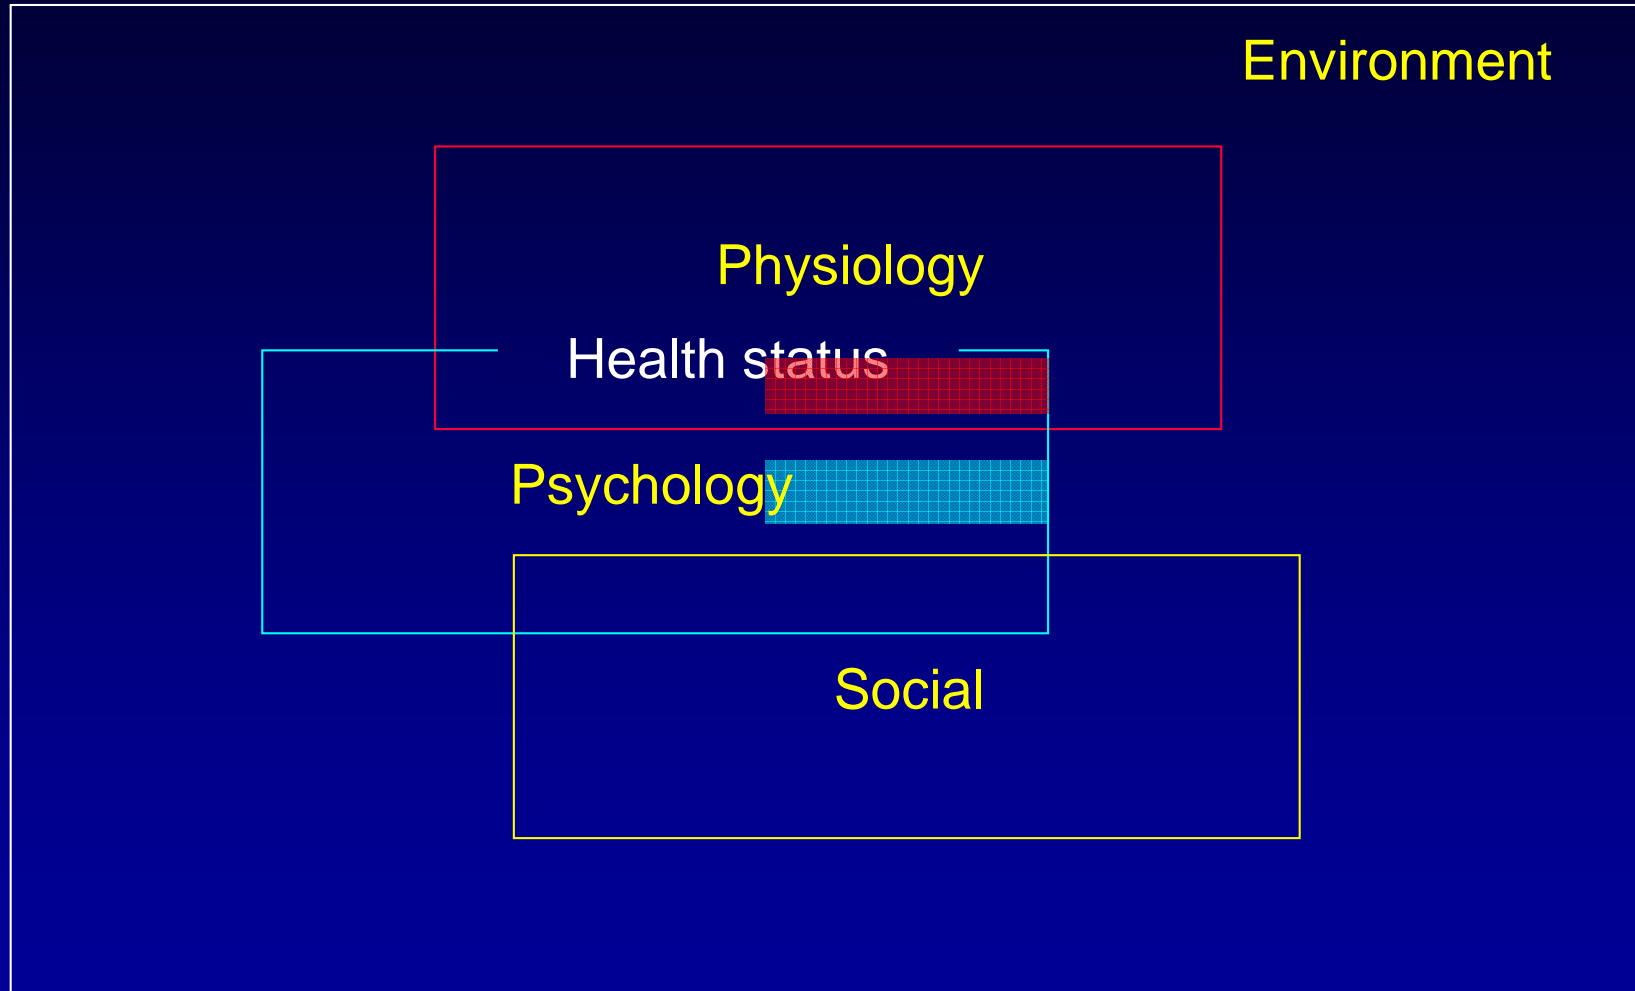 Environment
Physiology
Health status
Psychology
Social